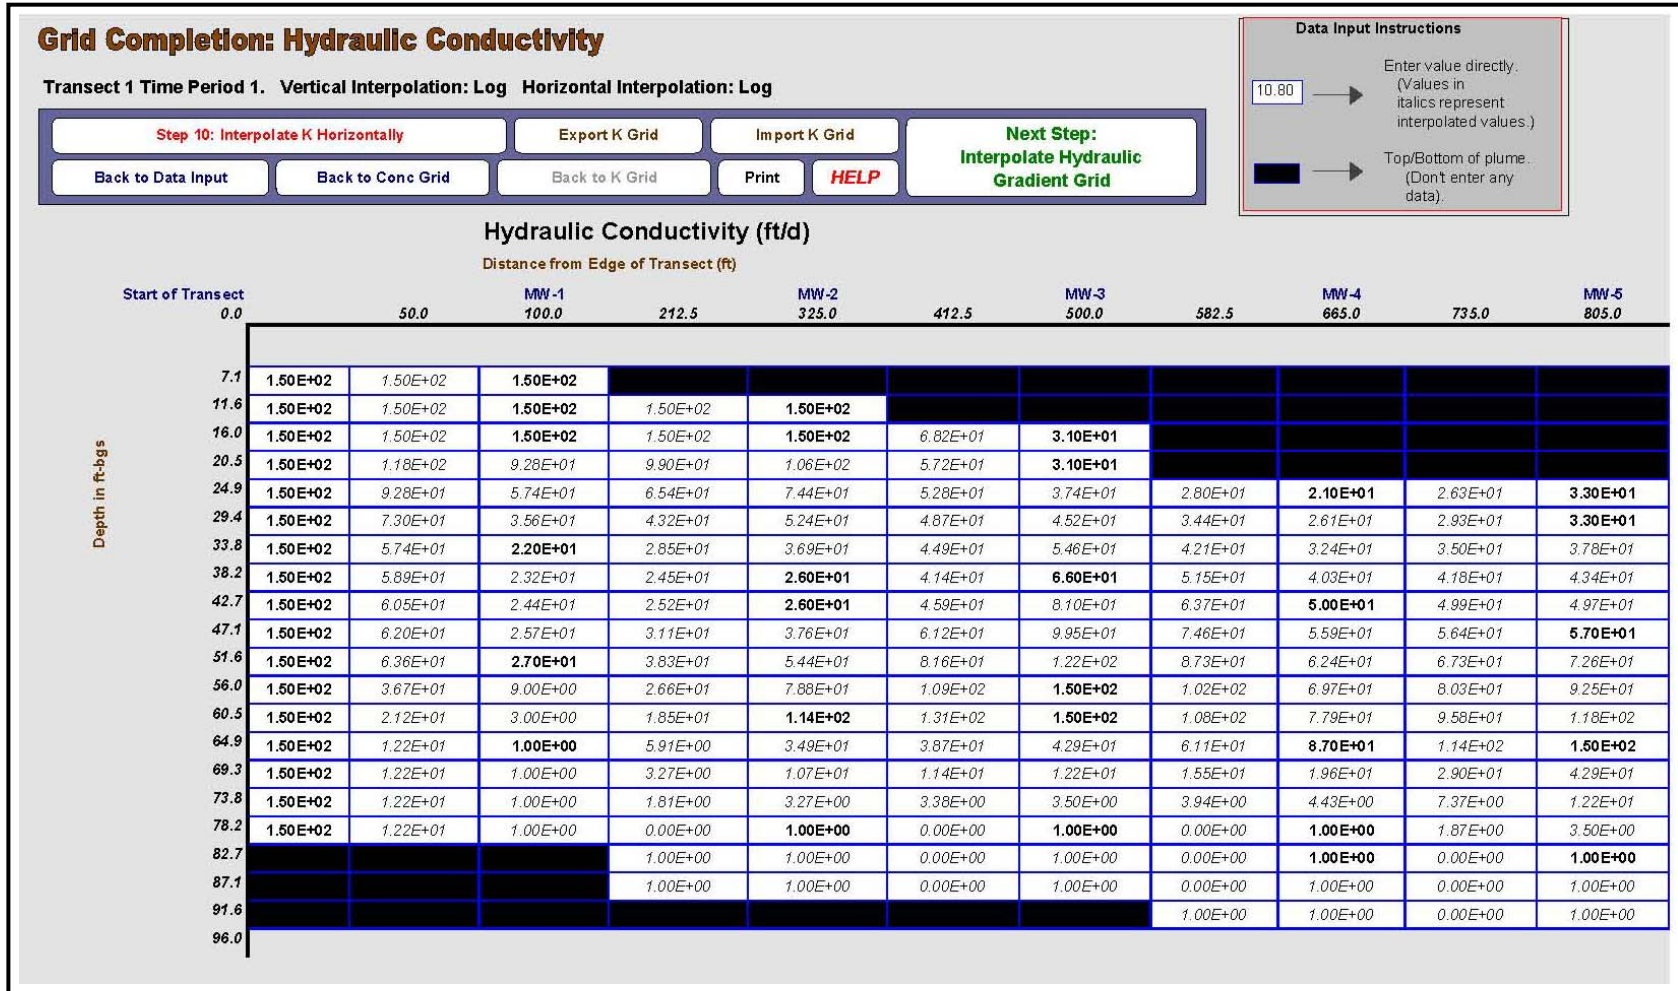 Grid Completion: Hydraulic Conductivity
Transect 1 Time Period 1. Vertical Interpolation: Log Horizontal Interpolation: Log
Step 10: Interpolate K Horizontally Export K Grid Import K Grid
Next Step:
Interpolate Hydraulic
Gradient Grid
Back to Data Input Back to Conc Grid Back to K Grid Print HELP
Data Input Instructions
10.80
Enter value directly.
(Values in
italics represent
interpolated values.)
Top/Bottom of plume.
(Don't enter any
data).
Hydraulic Conductivity (ft/d)
Distance from Edge of Transect (ft)
Start of Transect MW-1 MW-2 MW-3 MW-4 MW-5
0.0 50.0 100.0 212.5 325.0 412.5 500.0 582.5 665.0 735.0 805.0
Depth in ft-bgs
7.1 1.50E+02 1.50E+02 1.50E+02
11.6 1.50E+02 1.50E+02 1.50E+02 1.50E+02 1.50E+02
16.0 1.50E+02 1.50E+02 1.50E+02 1.50E+02 1.50E+02 6.82E+01 3.10E+01
20.5 1.50E+02 1.18E+02 9.28E+01 9.90E+01 1.06E+02 5.72E+01 3.10E+01
24.9 1.50E+02 9.28E+01 5.74E+01 6.54E+01 7.44E+01 5.28E+01 3.74E+01 2.80E+01 2.10E+01 2.63E+01 3.30E+01
29.4 1.50E+02 7.30E+01 3.56E+01 4.32E+01 5.24E+01 4.87E+01 4.52E+01 3.44E+01 2.61E+01 2.93E+01 3.30E+01
33.8 1.50E+02 5.74E+01 2.20E+01 2.85E+01 3.69E+01 4.49E+01 5.46E+01 4.21E+01 3.24E+01 3.50E+01 3.78E+01
38.2 1.50E+02 5.89E+01 2.32E+01 2.45E+01 2.60E+01 4.14E+01 6.60E+01 5.15E+01 4.03E+01 4.18E+01 4.34E+01
42.7 1.50E+02 6.05E+01 2.44E+01 2.52E+01 2.60E+01 4.59E+01 8.10E+01 6.37E+01 5.00E+01 4.99E+01 4.97E+01
47.1 1.50E+02 6.20E+01 2.57E+01 3.11E+01 3.76E+01 6.12E+01 9.95E+01 7.46E+01 5.59E+01 5.64E+01 5.70E+01
51.6 1.50E+02 6.36E+01 2.70E+01 3.83E+01 5.44E+01 8.16E+01 1.22E+02 8.73E+01 6.24E+01 6.73E+01 7.26E+01
56.0 1.50E+02 3.67E+01 9.00E+00 2.66E+01 7.88E+01 1.09E+02 1.50E+02 1.02E+02 6.97E+01 8.03E+01 9.25E+01
60.5 1.50E+02 2.12E+01 3.00E+00 1.85E+01 1.14E+02 1.31E+02 1.50E+02 1.08E+02 7.79E+01 9.58E+01 1.18E+02
64.9 1.50E+02 1.22E+01 1.00E+00 5.91E+00 3.49E+01 3.87E+01 4.29E+01 6.11E+01 8.70E+01 1.14E+02 1.50E+02
69.3 1.50E+02 1.22E+01 1.00E+00 3.27E+00 1.07E+01 1.14E+01 1.22E+01 1.55E+01 1.96E+01 2.90E+01 4.29E+01
73.8 1.50E+02 1.22E+01 1.00E+00 1.81E+00 3.27E+00 3.38E+00 3.50E+00 3.94E+00 4.43E+00 7.37E+00 1.22E+01
78.2 1.50E+02 1.22E+01 1.00E+00 0.00E+00 1.00E+00 0.00E+00 1.00E+00 0.00E+00 1.00E+00 1.87E+00 3.50E+00
82.7 1.00E+00 1.00E+00 0.00E+00 1.00E+00 0.00E+00 1.00E+00 0.00E+00 1.00E+00
87.1 1.00E+00 1.00E+00 0.00E+00 1.00E+00 0.00E+00 1.00E+00 0.00E+00 1.00E+00
91.6 1.00E+00 1.00E+00 0.00E+00 1.00E+00
96.0